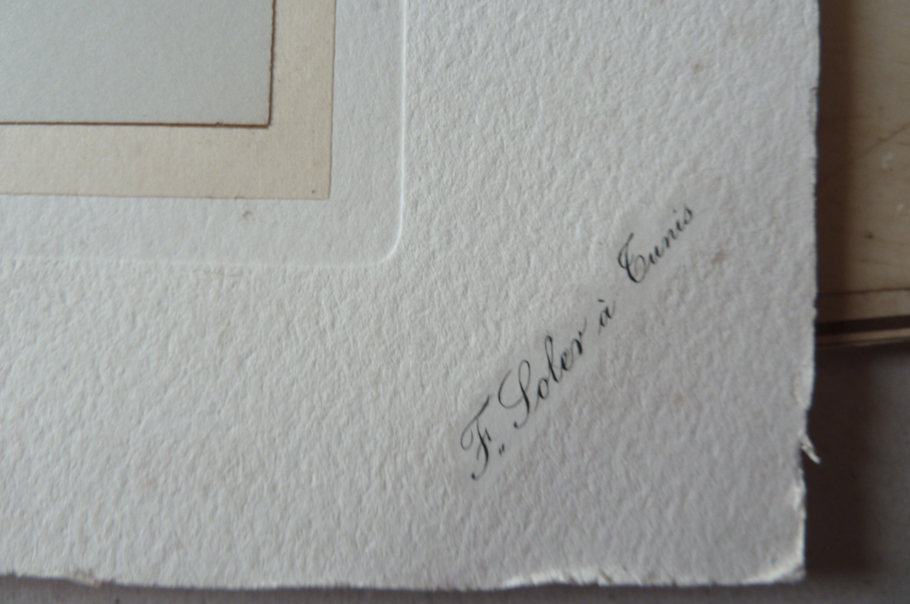 F„ Soler à Tunis